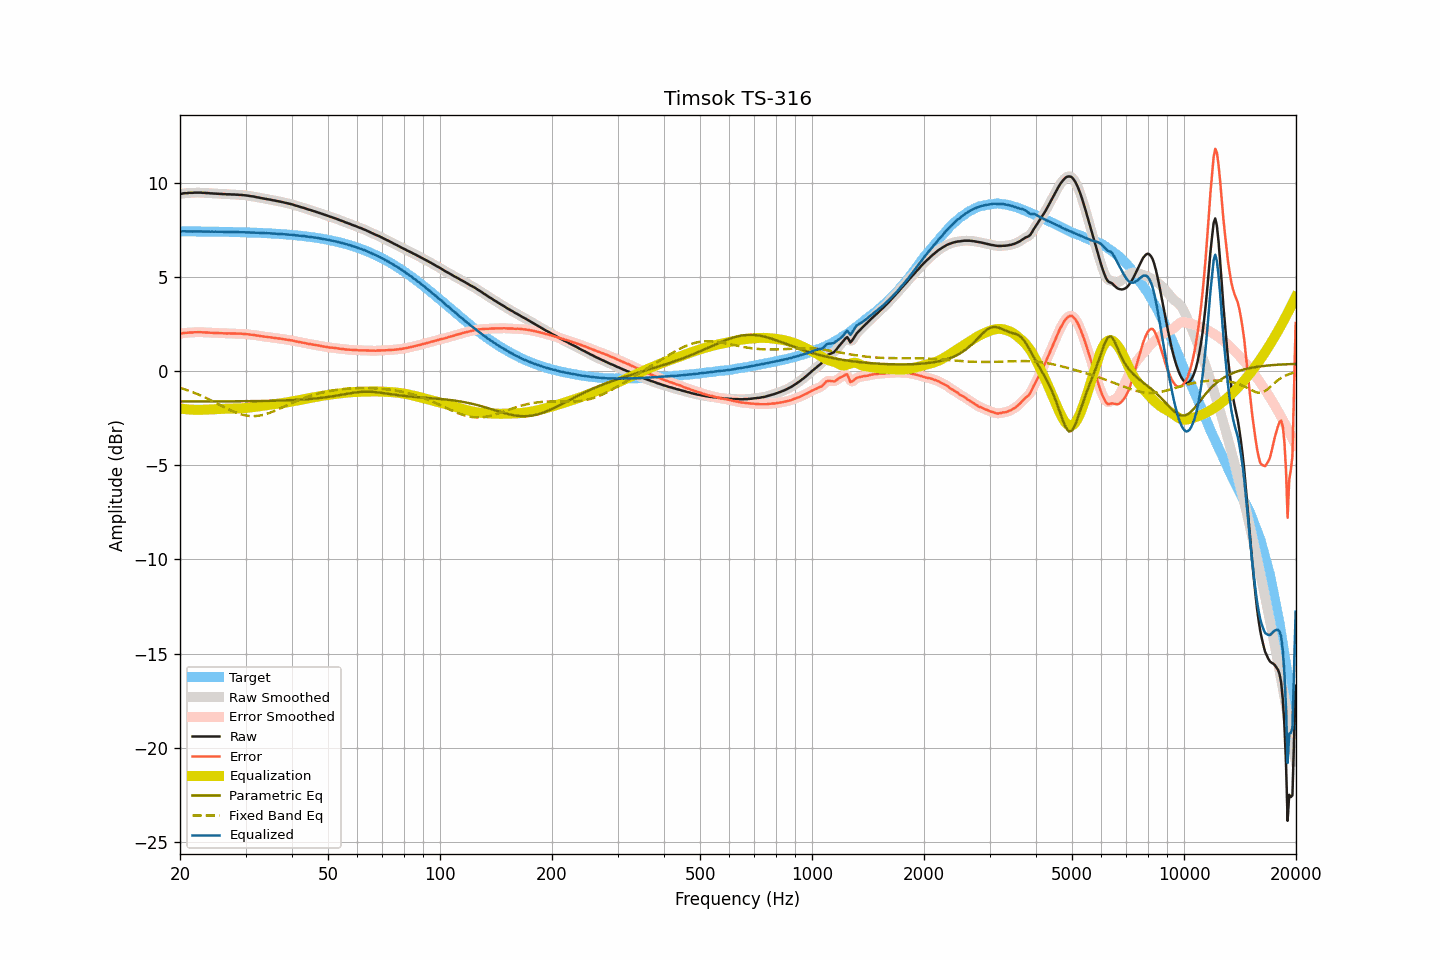 Timsok TS-316
Amplitude (dBr)
10
5
0
−5
−10
−15
−20
−25
Target
Raw Smoothed
Error Smoothed
Raw
Error
Equalization
Parametric Eq
Fixed Band Eq
Equalized
20 50 100 200 500 1000 2000 5000 10000 20000
Frequency (Hz)